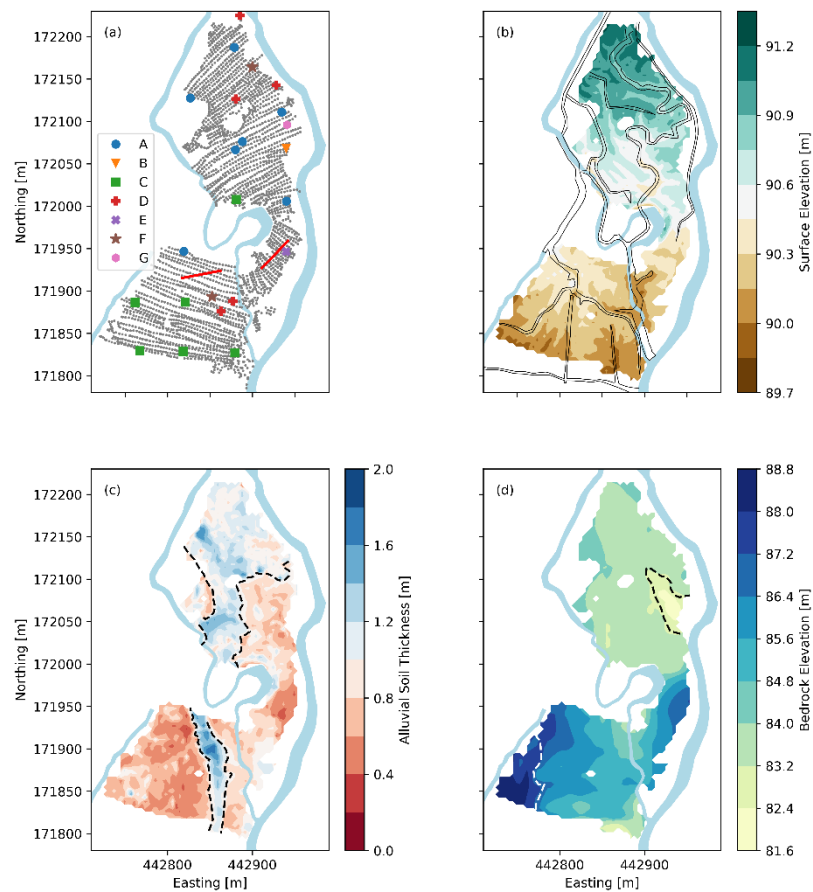 (a)
172200
172150
172100
172050
172000
171950
171900
171850
171800
Northing [m]
A
B
C
D
E
F
G
(b)
91.2
90.9
90.6
90.3
90.0
89.7
Surface Elevation [m]
(c)
172200
172150
172100
172050
172000
171950
171900
171850
171800
Northing [m]
442800
442900
Easting [m]
2.0
1.6
1.2
0.8
0.4
0.0
Alluvial Soil Thickness [m]
(d)
442800
442900
Easting [m]
88.8
88.0
87.2
86.4
85.6
84.8
84.0
83.2
82.4
81.6
Bedrock Elevation [m]